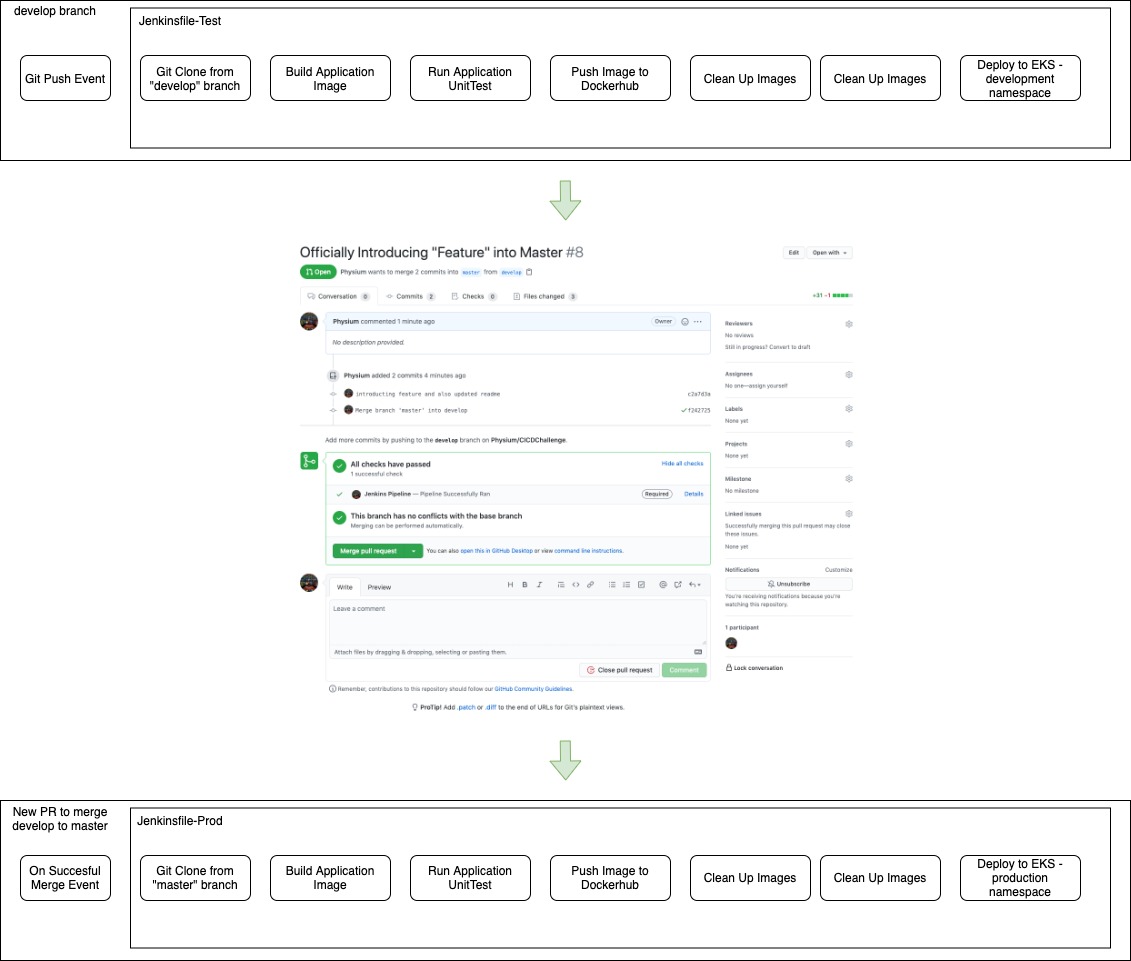 develop branch
Jenkinsfile-Test
Git Push Event
Git Clone from
"develop" branch
Build Application
Image
Run Application
UnitTest
Push Image to
Dockerhub
Clean Up Images
Clean Up Images
Deploy to EKS -
development
namespace
Officially Introducing "Feature" into Master #8
Edit
Open with
Open
Physium wants to merge 2 commits into master from develop
Conversation 0
Commits 2
Checks 0
Files changed 3
+31 −1
Physium commented 1 minute ago
Owner
No description provided.
Physium added 2 commits 4 minutes ago
introducting feature and also updated readme
c2a7d3a
Merge branch 'master' into develop
f242725
Add more commits by pushing to the develop branch on Physium/CICDChallenge.
All checks have passed
Hide all checks
1 successful check
Jenkins Pipeline — Pipeline Successfully Ran
Required
Details
This branch has no conflicts with the base branch
Merging can be performed automatically.
Merge pull request
You can also open this in GitHub Desktop or view command line instructions.
Write
Preview
H B I
Leave a comment
Attach files by dragging & dropping, selecting or pasting them.
Close pull request
Comment
Remember, contributions to this repository should follow our GitHub Community Guidelines.
ProTip! Add .patch or .diff to the end of URLs for Git's plaintext views.
Reviewers
No reviews
Still in progress? Convert to draft
Assignees
No one—assign yourself
Labels
None yet
Projects
None yet
Milestone
No milestone
Linked issues
Successfully merging this pull request may close
these issues.
None yet
Notifications
Customize
Unsubscribe
You're receiving notifications because you're
watching this repository.
1 participant
Lock conversation
New PR to merge
develop to master
Jenkinsfile-Prod
On Succesful
Merge Event
Git Clone from
"master" branch
Build Application
Image
Run Application
UnitTest
Push Image to
Dockerhub
Clean Up Images
Clean Up Images
Deploy to EKS -
production
namespace